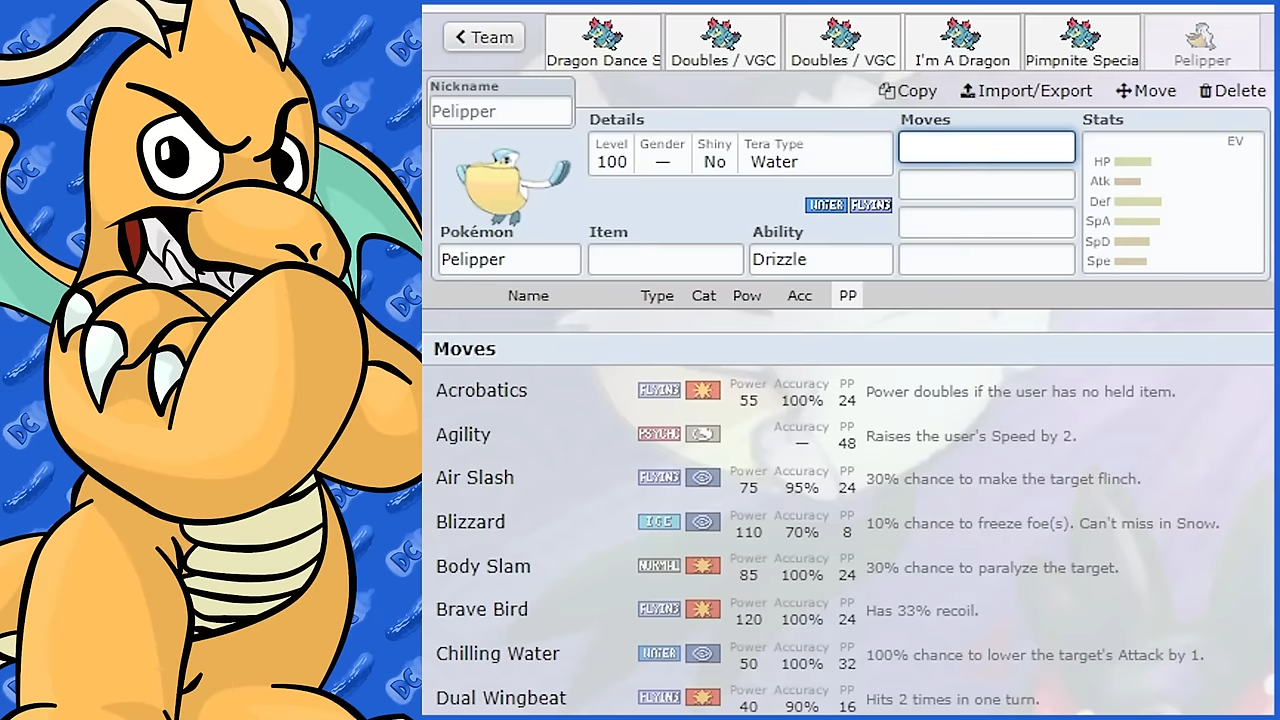 Team
Dragon Dance S
Doubles / VGC
Doubles / VGC
I'm A Dragon
Pimpnite Specia
Pelipper
Nickname
Pelipper
Copy
Import/Export
Move
Delete
Details
Moves
Stats
Level
100
Gender
—
Shiny
No
Tera Type
Water
EV
HP
Atk
Def
SpA
SpD
Spe
WATER FLYING
Pokémon
Item
Ability
Pelipper
Drizzle
Name Type Cat Pow Acc PP
Moves
Acrobatics FLYING Power 55 Accuracy 100% PP 24 Power doubles if the user has no held item.
Agility PSYCHC Accuracy — PP 48 Raises the user's Speed by 2.
Air Slash FLYING Power 75 Accuracy 95% PP 24 30% chance to make the target flinch.
Blizzard ICE Power 110 Accuracy 70% PP 8 10% chance to freeze foe(s). Can't miss in Snow.
Body Slam NORMAL Power 85 Accuracy 100% PP 24 30% chance to paralyze the target.
Brave Bird FLYING Power 120 Accuracy 100% PP 24 Has 33% recoil.
Chilling Water WATER Power 50 Accuracy 100% PP 32 100% chance to lower the target's Attack by 1.
Dual Wingbeat FLYING Power 40 Accuracy 90% PP 16 Hits 2 times in one turn.
DC
DC
DC
DC
DC
DC
DC